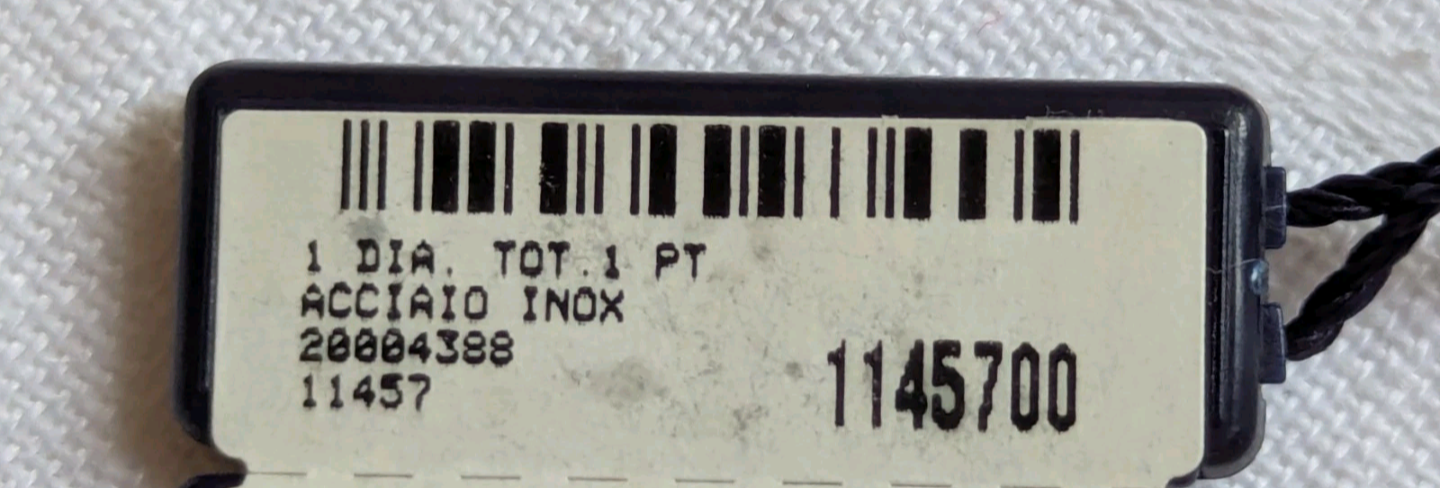 1 DIA. TOT.1 PT
ACCIAIO INOX
20004388
11457
1145700